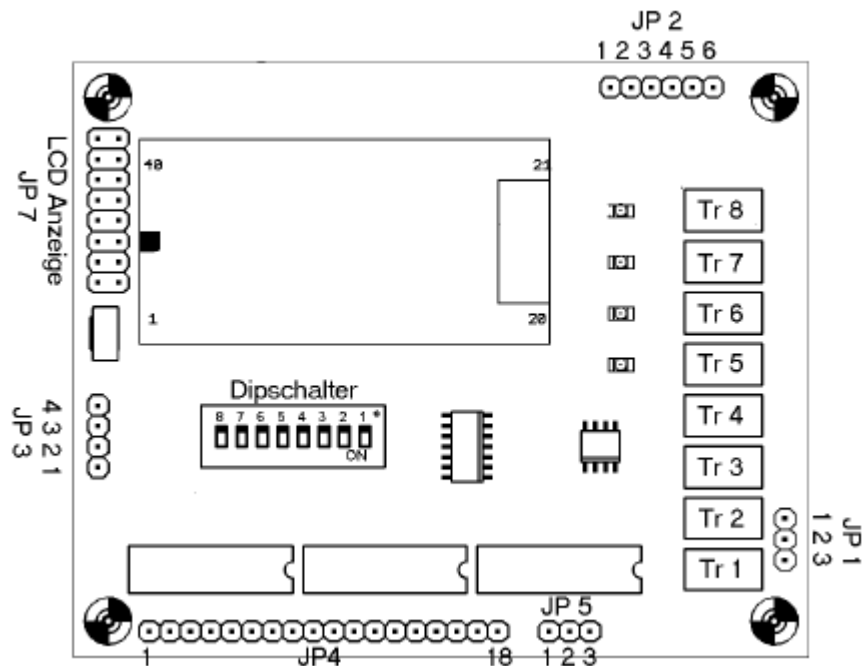 JP 2
1 2 3 4 5 6
LCD Anzeige
JP 7
40
21
1
20
Tr 8
Tr 7
Tr 6
Tr 5
Tr 4
Tr 3
Tr 2
Tr 1
Dipschalter
8 7 6 5 4 3 2 1 *
ON
4 3 2 1
JP 3
JP 1
1 2 3
JP 5
1 2 3
1
JP4
18